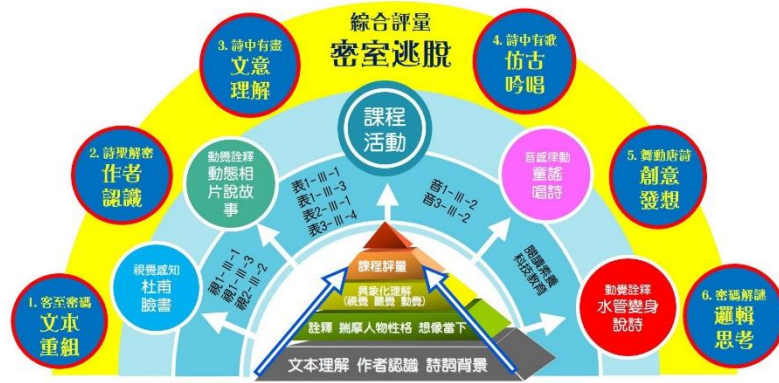 綜合評量
密室逃脫
1. 客至密碼
文本
重組
2. 詩聖解密
作者
認識
3. 詩中有畫
文意
理解
4. 詩中有歌
仿古
吟唱
5. 舞動唐詩
創意
發想
6. 密碼解謎
邏輯
思考
課程
活動
視覺感知
杜甫
臉書
動覺詮釋
動態相
片說故
事
音感律動
童謠
唱詩
動覺詮釋
水管變身
說詩
視1-III-1
視1-III-3
視2-III-2
表1-III-1
表1-III-3
表2-III-1
表3-III-4
音1-III-2
音3-III-2
閱讀素養
科技教育
課程評量
具象化理解
(視覺 聽覺 動覺)
詮釋 揣摩人物性格 想像當下
文本理解 作者認識 詩詞背景